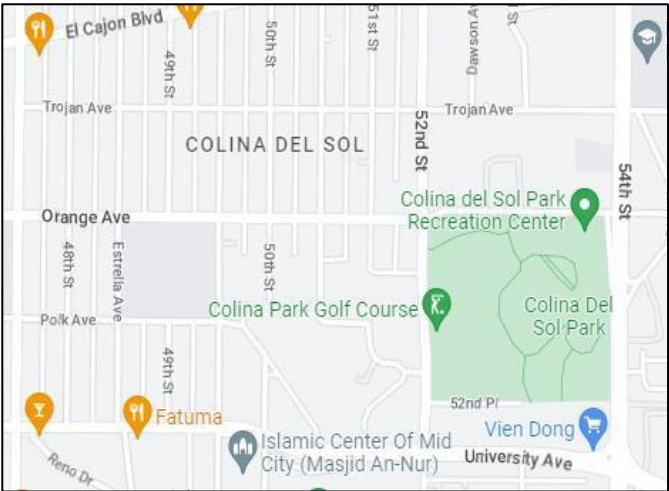 El Cajon Blvd
49th St
50th St
51st St
Dawson Av
St
Trojan Ave
Trojan Ave
COLINA DEL SOL
52nd St
54th St
Colina del Sol Park
Recreation Center
Orange Ave
48th St
Estrella Ave
50th St
Colina Park Golf Course
Colina Del
Sol Park
Polk Ave
49th St
52nd Pl
Fatuma
Vien Dong
Islamic Center Of Mid
City (Masjid An-Nur)
University Ave
Reno Dr